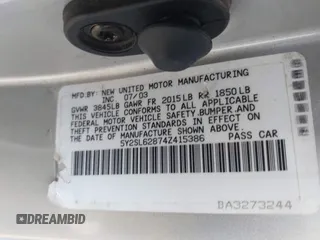 MFD.BY: NEW UNITED MOTOR MANUFACTURING
INC 07/03
GVWR 3845LB GAWR FR 2015LB RR 1850LB
THIS VEHICLE CONFORMS TO ALL APPLICABLE
FEDERAL MOTOR VEHICLE SAFETY,BUMPER,AND
THEFT PREVENTION STANDARDS IN EFFECT ON
THE DATE OF MANUFACTURE SHOWN ABOVE.
5Y2SL62874Z415386 PASS CAR
BA3273244
DREAMBID